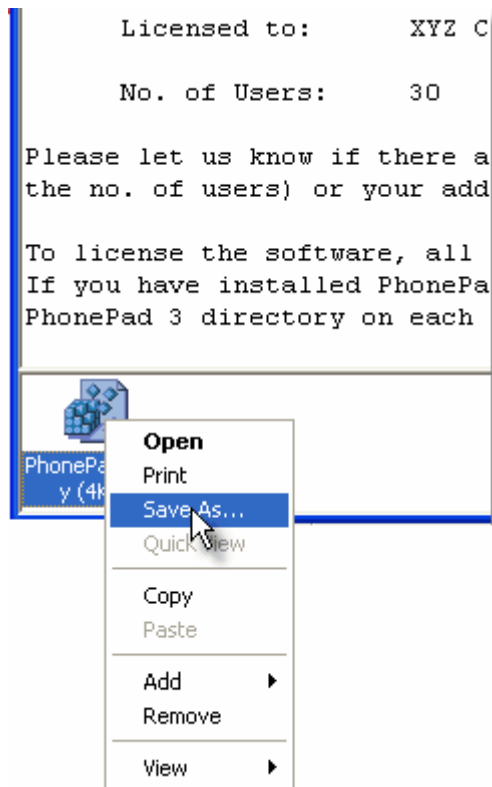 Licensed to: XYZ C
No. of Users: 30
Please let us know if there a
the no. of users) or your add
To license the software, all
If you have installed PhonePa
PhonePad 3 directory on each
PhonePa
y (4K
Open
Print
Save As...
Quick View
Copy
Paste
Add
Remove
View